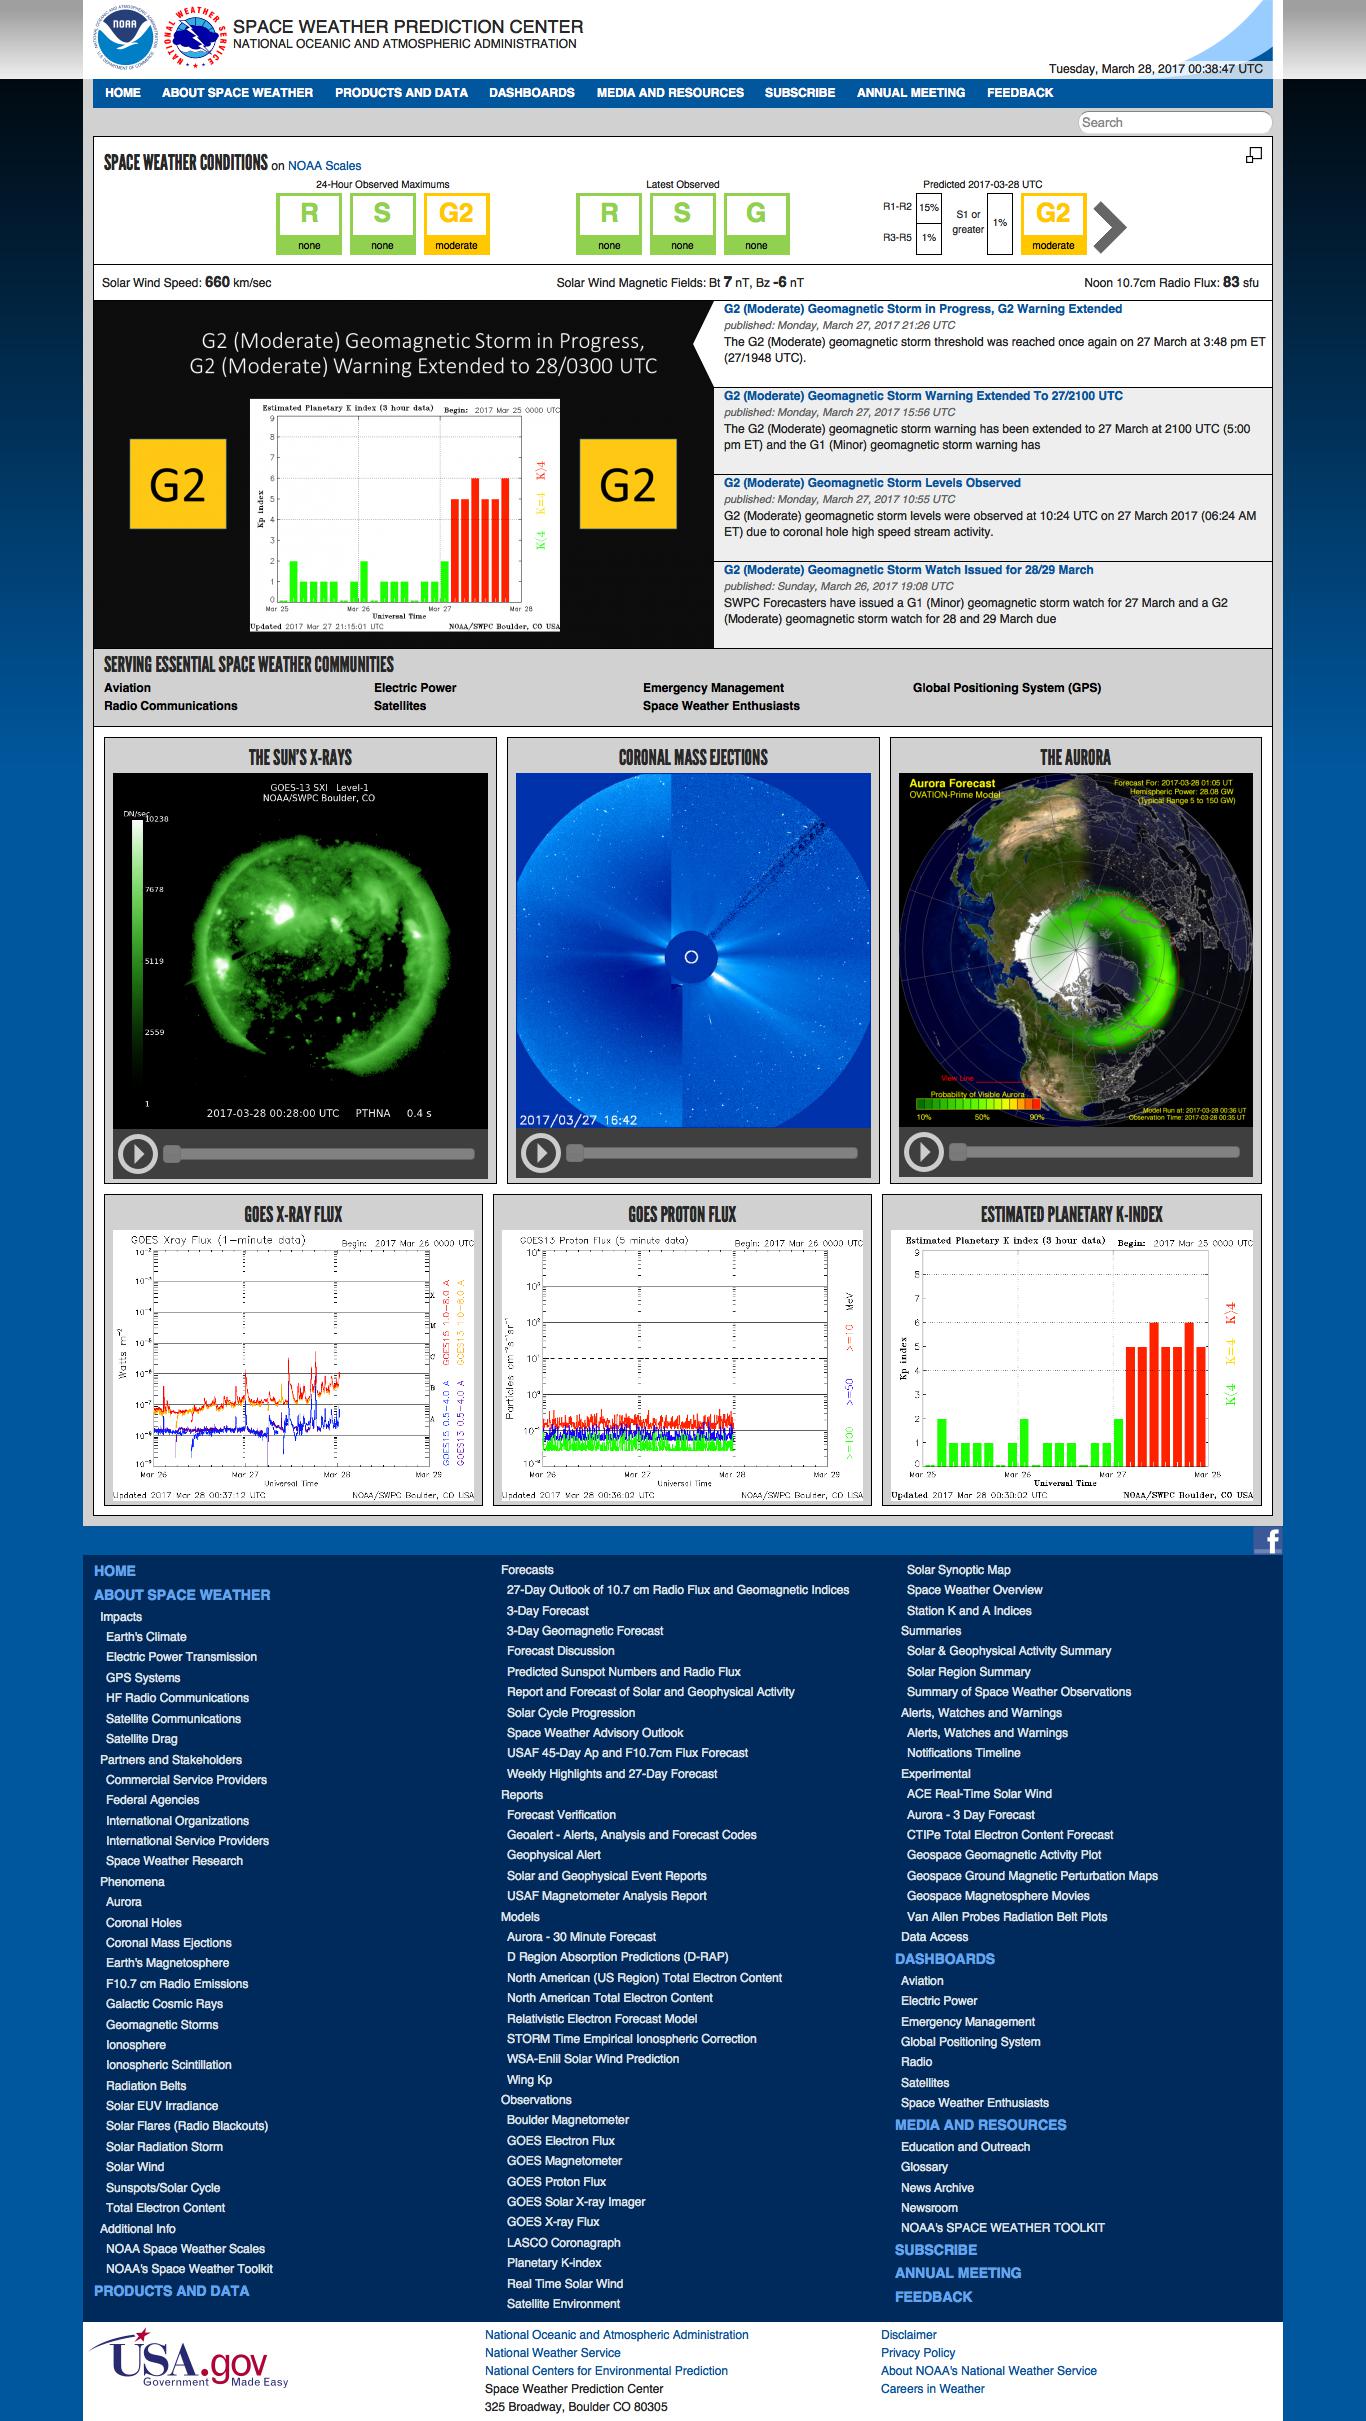 NOAA
SPACE WEATHER PREDICTION CENTER
NATIONAL OCEANIC AND ATMOSPHERIC ADMINISTRATION
Tuesday, March 28, 2017 00:38:47 UTC
HOME ABOUT SPACE WEATHER PRODUCTS AND DATA DASHBOARDS MEDIA AND RESOURCES SUBSCRIBE ANNUAL MEETING FEEDBACK
Search
SPACE WEATHER CONDITIONS on NOAA Scales
24-Hour Observed Maximums
R S G2
none none moderate
Latest Observed
R S G
none none none
Predicted 2017-03-28 UTC
R1-R2 15%
R3-R5 1%
S1 or greater 1%
G2
moderate
Solar Wind Speed: 660 km/sec
Solar Wind Magnetic Fields: Bt 7 nT, Bz -6 nT
Noon 10.7cm Radio Flux: 83 sfu
G2 (Moderate) Geomagnetic Storm in Progress,
G2 (Moderate) Warning Extended to 28/0300 UTC
G2
Estimated Planetary K index (3 hour data) Begin: 2017 Mar 25 0000 UTC
9
8
7
6
5
4
3
2
1
0
Kp index
K<4 K=4 K>4
Mar 25 Mar 26 Mar 27 Mar 28
Universal Time
Updated 2017 Mar 27 21:15:01 UTC NOAA/SWPC Boulder, CO USA
G2
G2 (Moderate) Geomagnetic Storm in Progress, G2 Warning Extended
published: Monday, March 27, 2017 21:26 UTC
The G2 (Moderate) geomagnetic storm threshold was reached once again on 27 March at 3:48 pm ET
(27/1948 UTC).
G2 (Moderate) Geomagnetic Storm Warning Extended To 27/2100 UTC
published: Monday, March 27, 2017 15:56 UTC
The G2 (Moderate) geomagnetic storm warning has been extended to 27 March at 2100 UTC (5:00
pm ET) and the G1 (Minor) geomagnetic storm warning has
G2 (Moderate) Geomagnetic Storm Levels Observed
published: Monday, March 27, 2017 10:55 UTC
G2 (Moderate) geomagnetic storm levels were observed at 10:24 UTC on 27 March 2017 (06:24 AM
ET) due to coronal hole high speed stream activity.
G2 (Moderate) Geomagnetic Storm Watch Issued for 28/29 March
published: Sunday, March 26, 2017 19:08 UTC
SWPC Forecasters have issued a G1 (Minor) geomagnetic storm watch for 27 March and a G2
(Moderate) geomagnetic storm watch for 28 and 29 March due
SERVING ESSENTIAL SPACE WEATHER COMMUNITIES
Aviation Electric Power Emergency Management Global Positioning System (GPS)
Radio Communications Satellites Space Weather Enthusiasts
THE SUN'S X-RAYS
GOES-13 SXI Level-1
NOAA/SWPC Boulder, CO
DN/sec
10238
7678
5119
2559
1
2017-03-28 00:28:00 UTC PTHNA 0.4 s
CORONAL MASS EJECTIONS
2017/03/27 16:42
THE AURORA
Aurora Forecast
OVATION-Prime Model
Forecast For: 2017-03-28 01:05 UT
Hemispheric Power: 28.08 GW
(Typical Range 5 to 150 GW)
View Line
Probability of Visible Aurora
10% 50% 90%
Model Run at: 2017-03-28 00:36 UT
Observation Time: 2017-03-28 00:35 UT
GOES X-RAY FLUX
GOES Xray Flux (1-minute data) Begin: 2017 Mar 26 0000 UTC
Watts m-2
X
M
C
B
A
GOES15 0.5-4.0 A GOES15 1.0-8.0 A
GOES13 0.5-4.0 A GOES13 1.0-8.0 A
Mar 26 Mar 27 Mar 28 Mar 29
Universal Time
Updated 2017 Mar 28 00:37:12 UTC NOAA/SWPC Boulder, CO USA
GOES PROTON FLUX
GOES13 Proton Flux (5 minute data) Begin: 2017 Mar 26 0000 UTC
Particles cm-2s-1sr-1
>=100 >=50 >=10 MeV
Mar 26 Mar 27 Mar 28 Mar 29
Universal Time
Updated 2017 Mar 28 00:36:02 UTC NOAA/SWPC Boulder, CO USA
ESTIMATED PLANETARY K-INDEX
Estimated Planetary K index (3 hour data) Begin: 2017 Mar 25 0000 UTC
9
8
7
6
5
4
3
2
1
0
Kp index
K<4 K=4 K>4
Mar 25 Mar 26 Mar 27 Mar 28
Universal Time
Updated 2017 Mar 28 00:30:02 UTC NOAA/SWPC Boulder, CO USA
f
HOME
ABOUT SPACE WEATHER
Impacts
Earth's Climate
Electric Power Transmission
GPS Systems
HF Radio Communications
Satellite Communications
Satellite Drag
Partners and Stakeholders
Commercial Service Providers
Federal Agencies
International Organizations
International Service Providers
Space Weather Research
Phenomena
Aurora
Coronal Holes
Coronal Mass Ejections
Earth's Magnetosphere
F10.7 cm Radio Emissions
Galactic Cosmic Rays
Geomagnetic Storms
Ionosphere
Ionospheric Scintillation
Radiation Belts
Solar EUV Irradiance
Solar Flares (Radio Blackouts)
Solar Radiation Storm
Solar Wind
Sunspots/Solar Cycle
Total Electron Content
Additional Info
NOAA Space Weather Scales
NOAA's Space Weather Toolkit
PRODUCTS AND DATA
Forecasts
27-Day Outlook of 10.7 cm Radio Flux and Geomagnetic Indices
3-Day Forecast
3-Day Geomagnetic Forecast
Forecast Discussion
Predicted Sunspot Numbers and Radio Flux
Report and Forecast of Solar and Geophysical Activity
Solar Cycle Progression
Space Weather Advisory Outlook
USAF 45-Day Ap and F10.7cm Flux Forecast
Weekly Highlights and 27-Day Forecast
Reports
Forecast Verification
Geoalert - Alerts, Analysis and Forecast Codes
Geophysical Alert
Solar and Geophysical Event Reports
USAF Magnetometer Analysis Report
Models
Aurora - 30 Minute Forecast
D Region Absorption Predictions (D-RAP)
North American (US Region) Total Electron Content
North American Total Electron Content
Relativistic Electron Forecast Model
STORM Time Empirical Ionospheric Correction
WSA-Enlil Solar Wind Prediction
Wing Kp
Observations
Boulder Magnetometer
GOES Electron Flux
GOES Magnetometer
GOES Proton Flux
GOES Solar X-ray Imager
GOES X-ray Flux
LASCO Coronagraph
Planetary K-index
Real Time Solar Wind
Satellite Environment
Solar Synoptic Map
Space Weather Overview
Station K and A Indices
Summaries
Solar & Geophysical Activity Summary
Solar Region Summary
Summary of Space Weather Observations
Alerts, Watches and Warnings
Alerts, Watches and Warnings
Notifications Timeline
Experimental
ACE Real-Time Solar Wind
Aurora - 3 Day Forecast
CTIPe Total Electron Content Forecast
Geospace Geomagnetic Activity Plot
Geospace Ground Magnetic Perturbation Maps
Geospace Magnetosphere Movies
Van Allen Probes Radiation Belt Plots
Data Access
DASHBOARDS
Aviation
Electric Power
Emergency Management
Global Positioning System
Radio
Satellites
Space Weather Enthusiasts
MEDIA AND RESOURCES
Education and Outreach
Glossary
News Archive
Newsroom
NOAA's SPACE WEATHER TOOLKIT
SUBSCRIBE
ANNUAL MEETING
FEEDBACK
USA.gov
Government Made Easy
National Oceanic and Atmospheric Administration
National Weather Service
National Centers for Environmental Prediction
Space Weather Prediction Center
325 Broadway, Boulder CO 80305
Disclaimer
Privacy Policy
About NOAA's National Weather Service
Careers in Weather